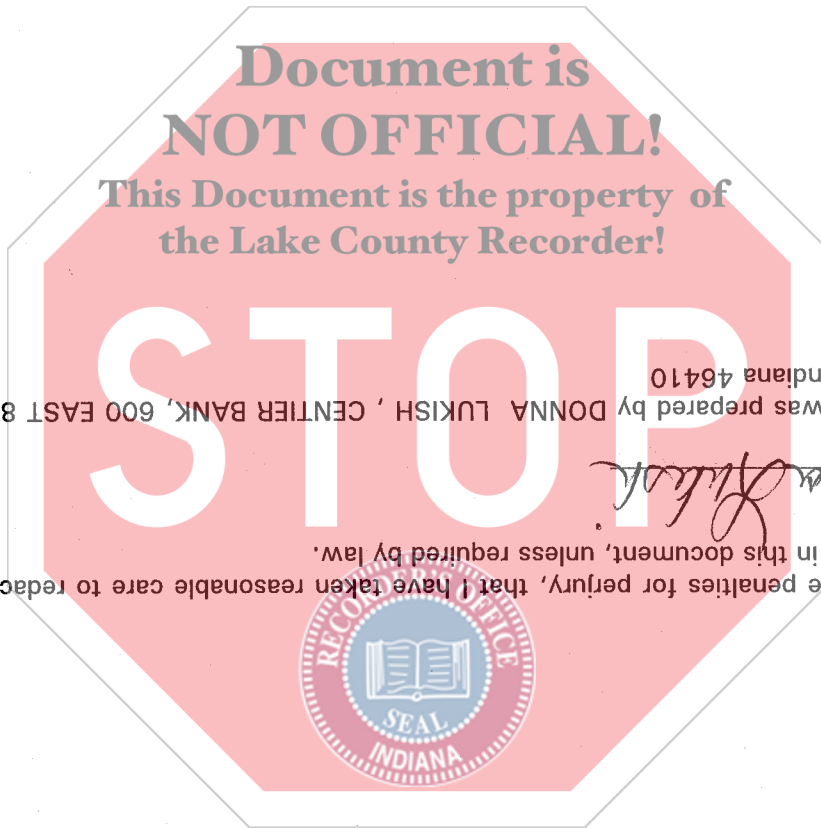 Document is
NOT OFFICIAL!
This Document is the property of
the Lake County Recorder!
STOP
e penalties for perjury, that I have taken reasonable care to redac
in this document, unless required by law.
Lukish
was prepared by DONNA LUKISH , CENTIER BANK, 600 EAST 8
ndiana 46410
RECORDER'S OFFICE
SEAL
INDIANA